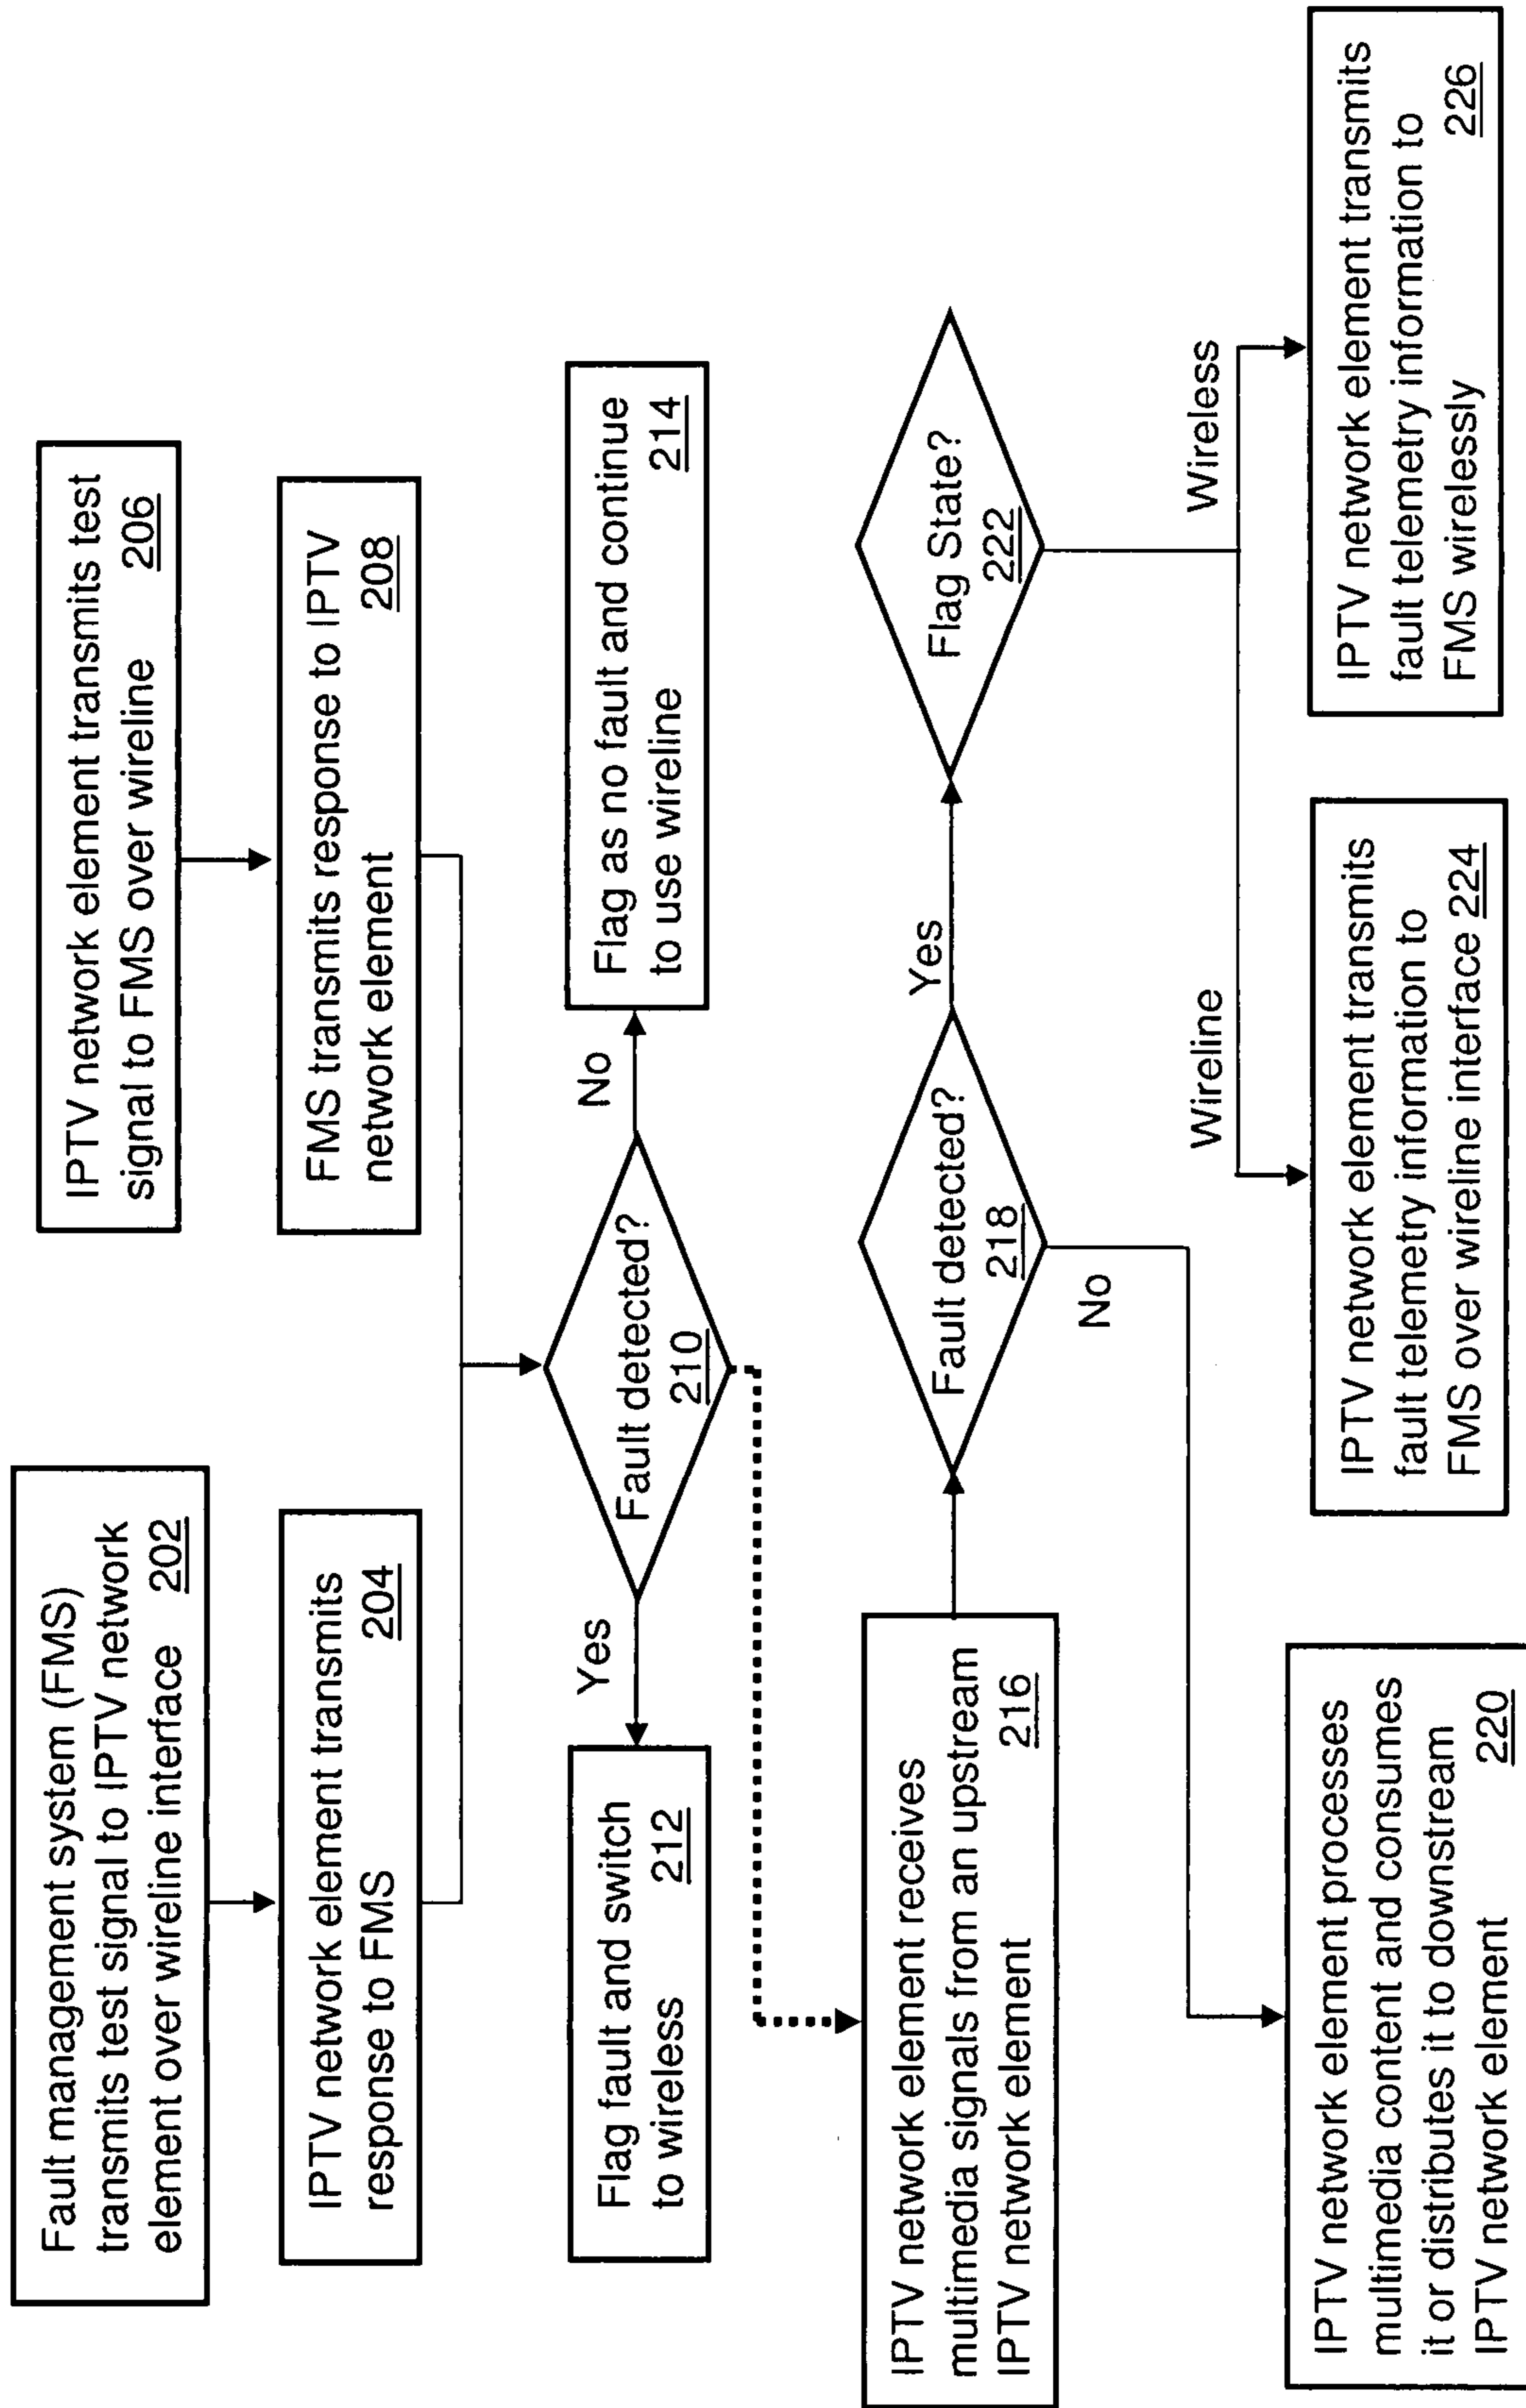 Fault management system (FMS)
transmits test signal to IPTV network
element over wireline interface 202
IPTV network element transmits
response to FMS 204
IPTV network element transmits test
signal to FMS over wireline 206
FMS transmits response to IPTV
network element 208
Fault detected?
210
Yes
No
Flag fault and switch
to wireless 212
Flag as no fault and continue
to use wireline 214
IPTV network element receives
multimedia signals from an upstream
IPTV network element 216
Fault detected?
218
Yes
No
Flag State?
222
Wireline
Wireless
IPTV network element processes
multimedia content and consumes
it or distributes it to downstream
IPTV network element 220
IPTV network element transmits
fault telemetry information to
FMS over wireline interface 224
IPTV network element transmits
fault telemetry information to
FMS wirelessly 226